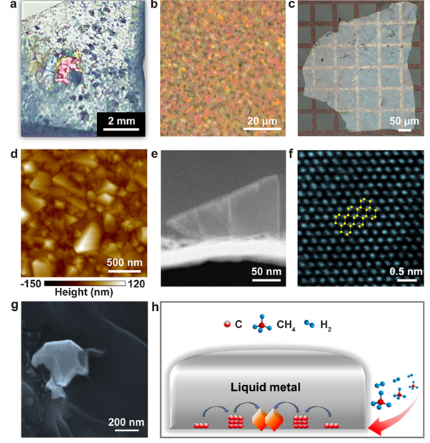 a
2 mm
b
20 μm
c
50 μm
d
500 nm
-150
120
Height (nm)
e
50 nm
f
0.5 nm
g
200 nm
h
C
CH₄
H₂
Liquid metal